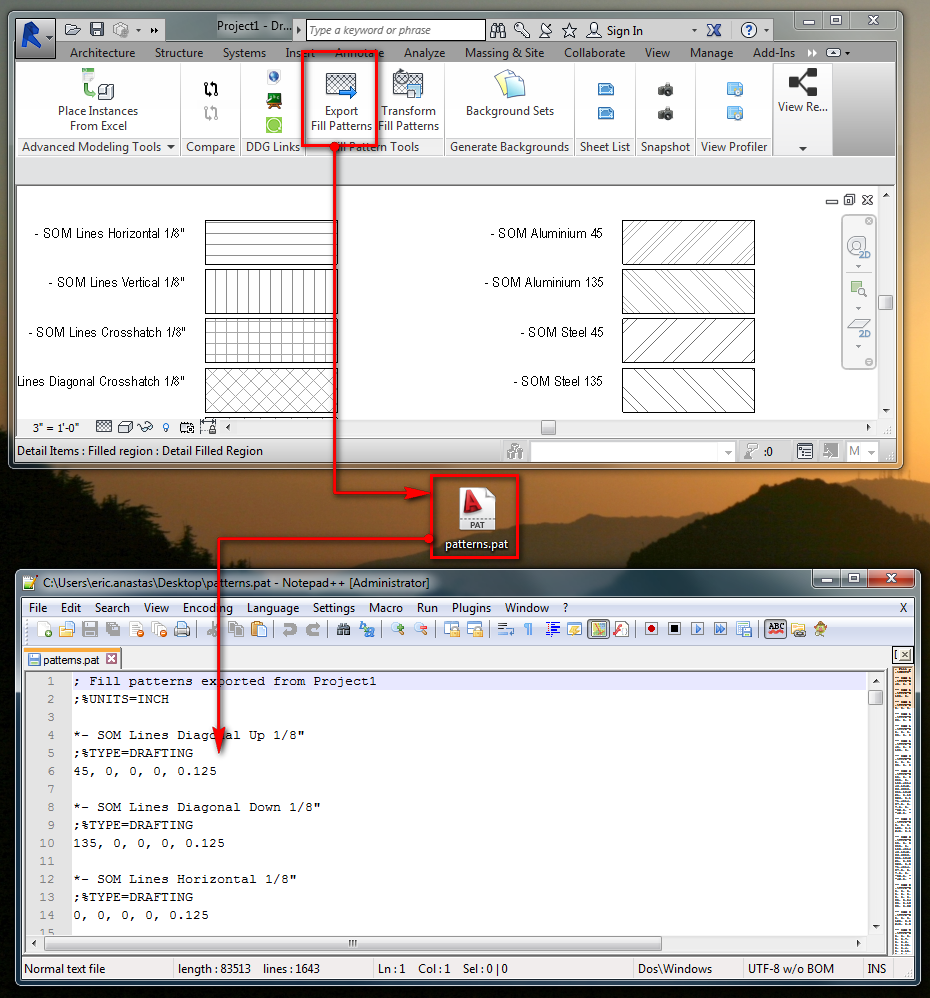 Project1 - Dr... Type a keyword or phrase Sign In
Architecture Structure Systems Insert Annotate Analyze Massing & Site Collaborate View Manage Add-Ins
Place Instances
From Excel
Export
Fill Patterns
Transform
Fill Patterns
Background Sets
View Re...
Advanced Modeling Tools Compare DDG Links Fill Pattern Tools Generate Backgrounds Sheet List Snapshot View Profiler
- SOM Lines Horizontal 1/8"
- SOM Aluminium 45
- SOM Lines Vertical 1/8"
- SOM Aluminium 135
- SOM Lines Crosshatch 1/8"
- SOM Steel 45
Lines Diagonal Crosshatch 1/8"
- SOM Steel 135
2D
2D
3" = 1'-0"
Detail Items : Filled region : Detail Filled Region
:0
M
PAT
patterns.pat
C:\Users\eric.anastas\Desktop\patterns.pat - Notepad++ [Administrator]
File Edit Search View Encoding Language Settings Macro Run Plugins Window ? X
ABC
patterns.pat
1 ; Fill patterns exported from Project1
2 ;%UNITS=INCH
3
4 *- SOM Lines Diagonal Up 1/8"
5 ;%TYPE=DRAFTING
6 45, 0, 0, 0, 0.125
7
8 *- SOM Lines Diagonal Down 1/8"
9 ;%TYPE=DRAFTING
10 135, 0, 0, 0, 0.125
11
12 *- SOM Lines Horizontal 1/8"
13 ;%TYPE=DRAFTING
14 0, 0, 0, 0, 0.125
15
Normal text file length : 83513 lines : 1643 Ln : 1 Col : 1 Sel : 0 | 0 Dos\Windows UTF-8 w/o BOM INS